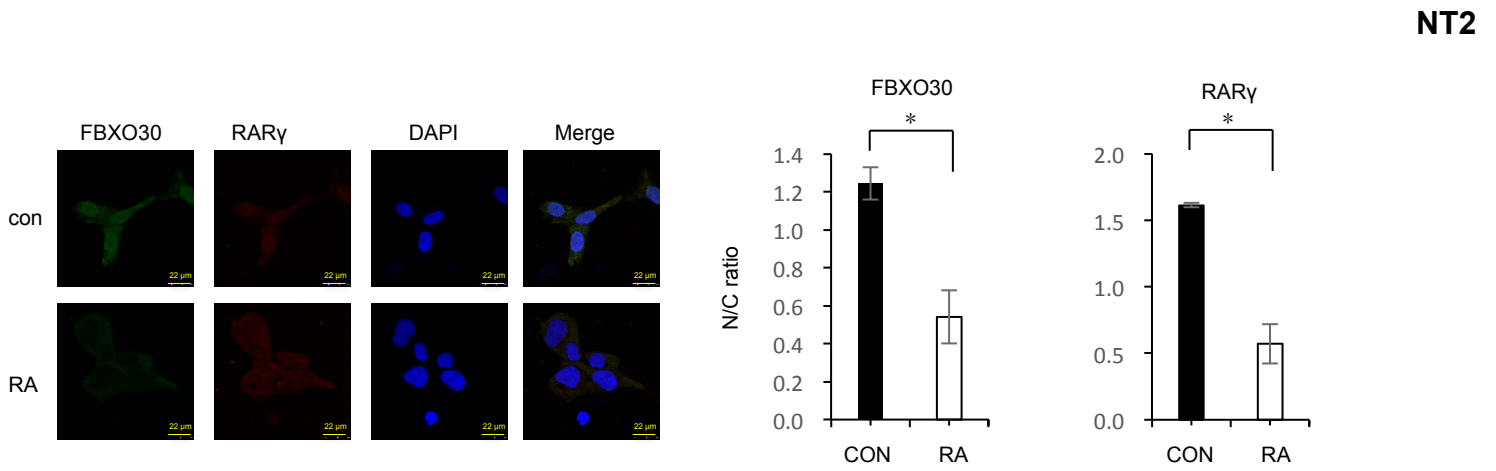 NT2
FBXO30 RARγ DAPI Merge
con
22 µm 22 µm 22 µm 22 µm
RA
22 µm 22 µm 22 µm 22 µm
FBXO30
*
N/C ratio
1.4
1.2
1.0
0.8
0.6
0.4
0.2
0.0
CON RA
RARγ
*
2.0
1.5
1.0
0.5
0.0
CON RA